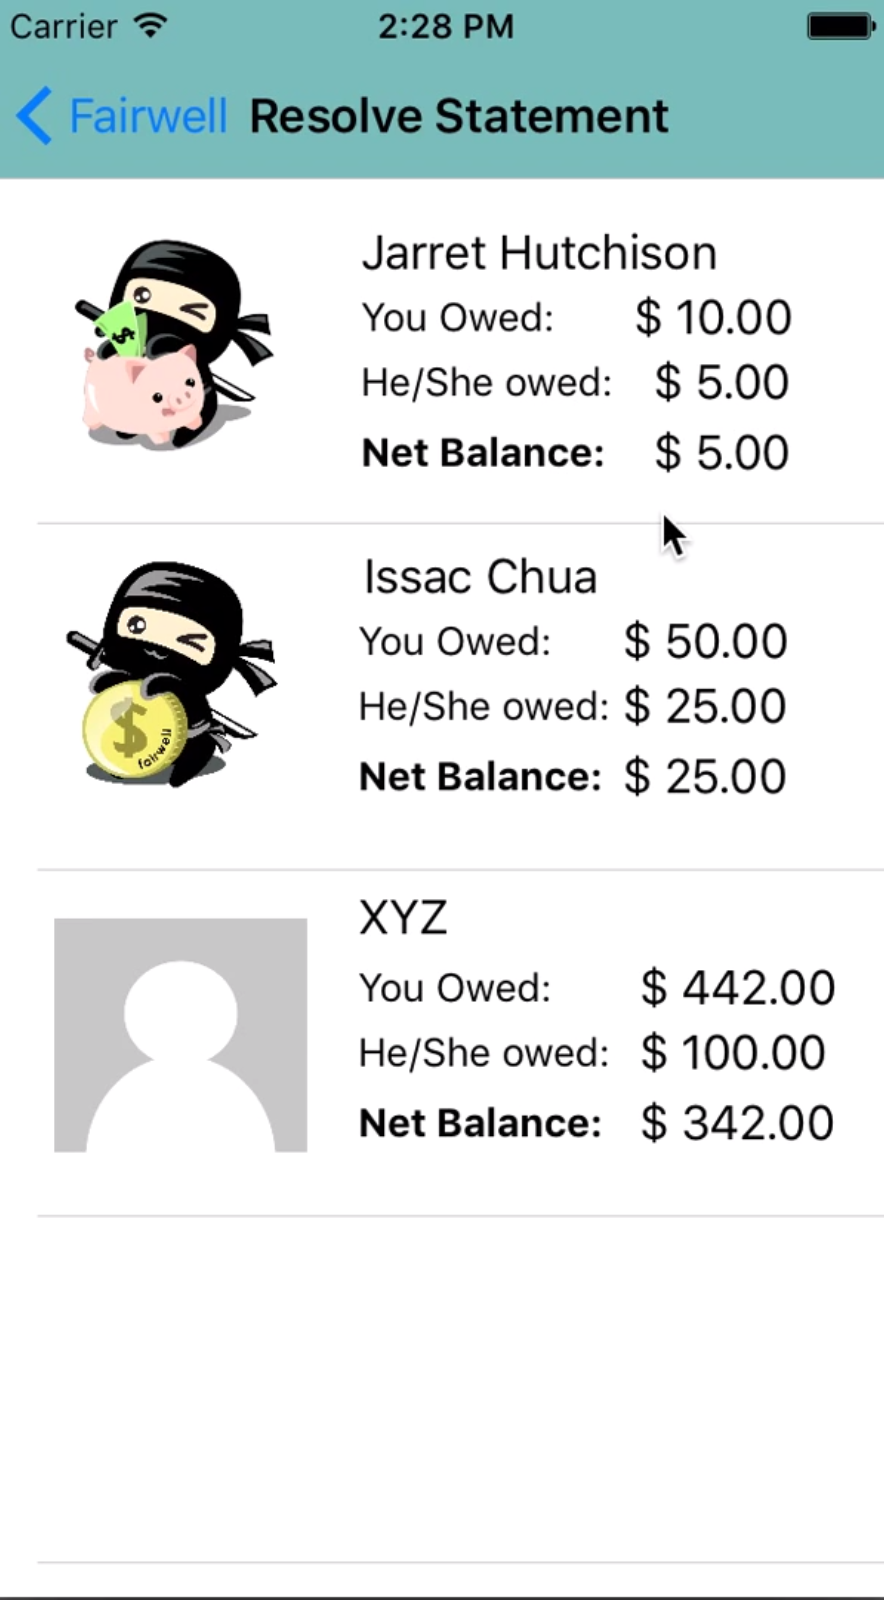 Carrier 2:28 PM
Fairwell Resolve Statement
Jarret Hutchison
You Owed: $ 10.00
He/She owed: $ 5.00
Net Balance: $ 5.00
Issac Chua
You Owed: $ 50.00
He/She owed: $ 25.00
Net Balance: $ 25.00
$
fairwell
XYZ
You Owed: $ 442.00
He/She owed: $ 100.00
Net Balance: $ 342.00